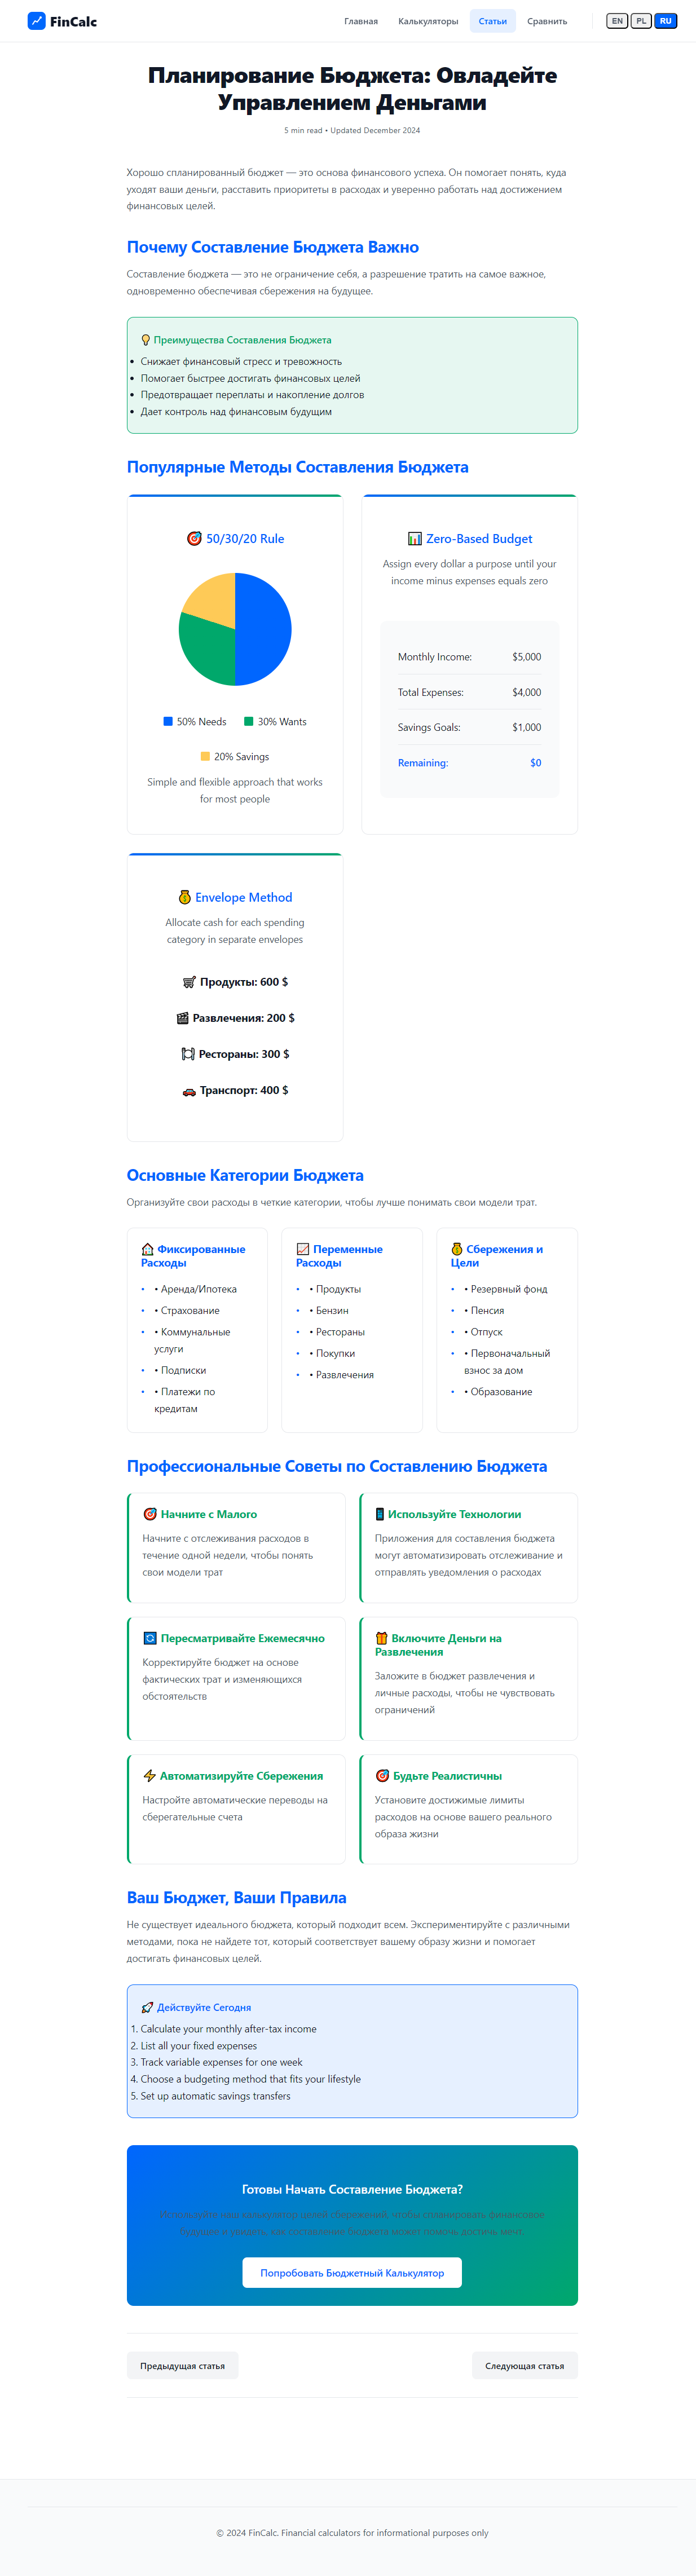 FinCalc
Главная
Калькуляторы
Статьи
Сравнить
EN
PL
RU
Планирование Бюджета: Овладейте
Управлением Деньгами
5 min read • Updated December 2024
Хорошо спланированный бюджет — это основа финансового успеха. Он помогает понять, куда
уходят ваши деньги, расставить приоритеты в расходах и уверенно работать над достижением
финансовых целей.
Почему Составление Бюджета Важно
Составление бюджета — это не ограничение себя, а разрешение тратить на самое важное,
одновременно обеспечивая сбережения на будущее.
💡 Преимущества Составления Бюджета
• Снижает финансовый стресс и тревожность
• Помогает быстрее достигать финансовых целей
• Предотвращает переплаты и накопление долгов
• Дает контроль над финансовым будущим
Популярные Методы Составления Бюджета
🎯 50/30/20 Rule
50% Needs
30% Wants
20% Savings
Simple and flexible approach that works
for most people
📊 Zero-Based Budget
Assign every dollar a purpose until your
income minus expenses equals zero
Monthly Income: $5,000
Total Expenses: $4,000
Savings Goals: $1,000
Remaining: $0
💰 Envelope Method
Allocate cash for each spending
category in separate envelopes
🛒 Продукты: 600 $
🎬 Развлечения: 200 $
🍽 Рестораны: 300 $
🚗 Транспорт: 400 $
Основные Категории Бюджета
Организуйте свои расходы в четкие категории, чтобы лучше понимать свои модели трат.
🏠 Фиксированные
Расходы
• • Аренда/Ипотека
• • Страхование
• • Коммунальные
услуги
• • Подписки
• • Платежи по
кредитам
📈 Переменные
Расходы
• • Продукты
• • Бензин
• • Рестораны
• • Покупки
• • Развлечения
💰 Сбережения и
Цели
• • Резервный фонд
• • Пенсия
• • Отпуск
• • Первоначальный
взнос за дом
• • Образование
Профессиональные Советы по Составлению Бюджета
🎯 Начните с Малого
Начните с отслеживания расходов в
течение одной недели, чтобы понять
свои модели трат
📱 Используйте Технологии
Приложения для составления бюджета
могут автоматизировать отслеживание и
отправлять уведомления о расходах
🔄 Пересматривайте Ежемесячно
Корректируйте бюджет на основе
фактических трат и изменяющихся
обстоятельств
🎁 Включите Деньги на
Развлечения
Заложите в бюджет развлечения и
личные расходы, чтобы не чувствовать
ограничений
⚡ Автоматизируйте Сбережения
Настройте автоматические переводы на
сберегательные счета
🎯 Будьте Реалистичны
Установите достижимые лимиты
расходов на основе вашего реального
образа жизни
Ваш Бюджет, Ваши Правила
Не существует идеального бюджета, который подходит всем. Экспериментируйте с различными
методами, пока не найдете тот, который соответствует вашему образу жизни и помогает
достигать финансовых целей.
🚀 Действуйте Сегодня
1. Calculate your monthly after-tax income
2. List all your fixed expenses
3. Track variable expenses for one week
4. Choose a budgeting method that fits your lifestyle
5. Set up automatic savings transfers
Готовы Начать Составление Бюджета?
Используйте наш калькулятор целей сбережений, чтобы спланировать финансовое
будущее и увидеть, как составление бюджета может помочь достичь мечт.
Попробовать Бюджетный Калькулятор
Предыдущая статья
Следующая статья
© 2024 FinCalc. Financial calculators for informational purposes only